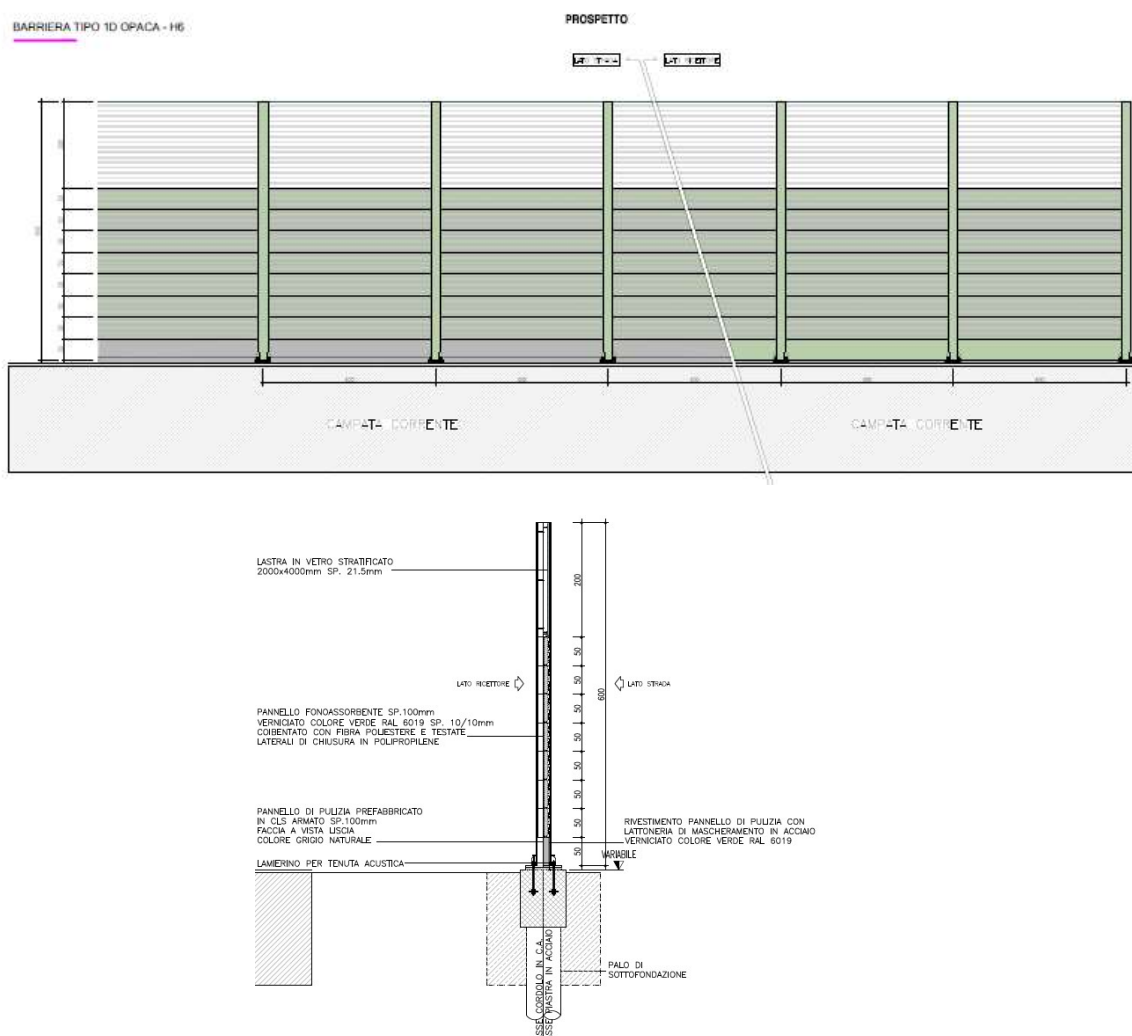 BARRIERA TIPO 1D OPACA - H6
PROSPETTO
LATO RICETTORE
CAMPATA CORRENTE
CAMPATA CORRENTE
LASTRA IN VETRO STRATIFICATO
2000x4000mm SP. 21.5mm
200
50
50
LATO RICETTORE
LATO STRADA
600
50
PANNELLO FONOASSORBENTE SP.100mm
VERNICIATO COLORE VERDE RAL 6019 SP. 10/10mm
COIBENTATO CON FIBRA POLIESTERE E TESTATE
LATERALI DI CHIUSURA IN POLIPROPILENE
50
50
50
50
50
PANNELLO DI PULIZIA PREFABBRICATO
IN CLS ARMATO SP.100mm
FACCIA A VISTA LISCIA
COLORE GRIGIO NATURALE
RIVESTIMENTO PANNELLO DI PULIZIA CON
LATTONERIA DI MASCHERAMENTO IN ACCIAIO
VERNICIATO COLORE VERDE RAL 6019
VARIABILE
LAMIERINO PER TENUTA ACUSTICA
PALO DI
SOTTOFONDAZIONE
SSE CORDOLO IN C.A.
SSE PIASTRA IN ACCIAIO